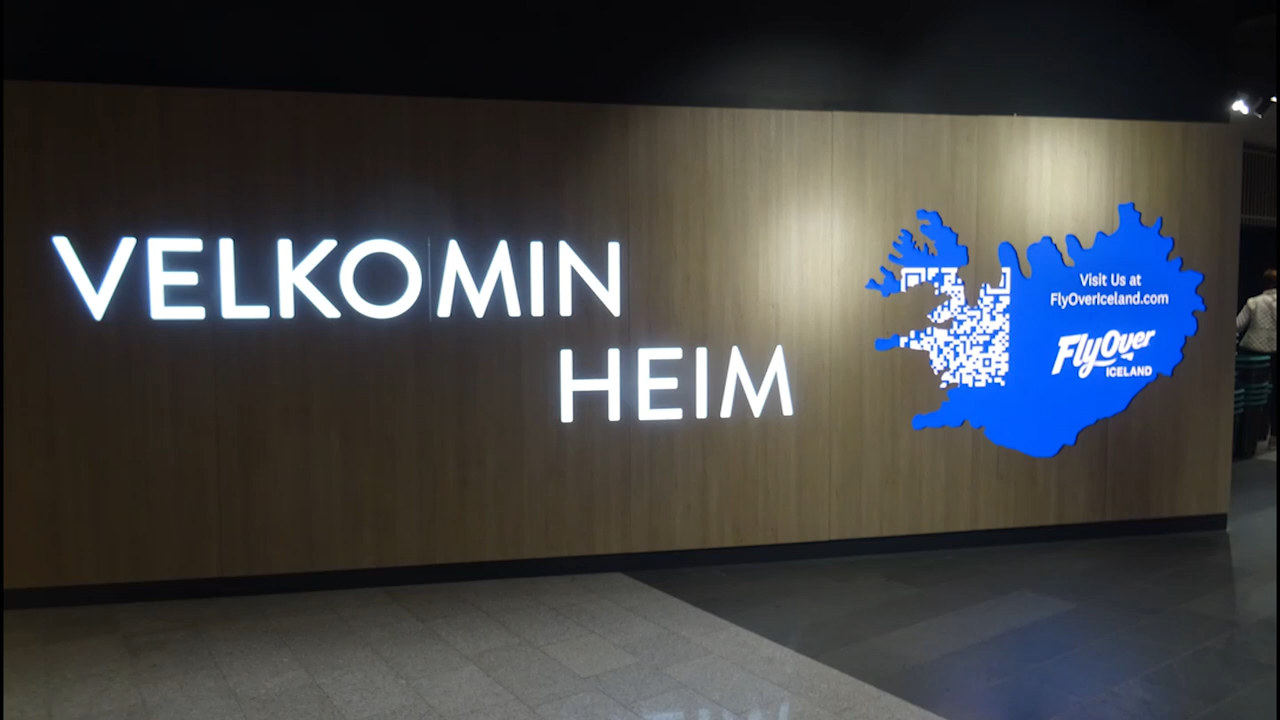 VELKOMIN
HEIM
Visit Us at
FlyOverIceland.com
FlyOver
ICELAND